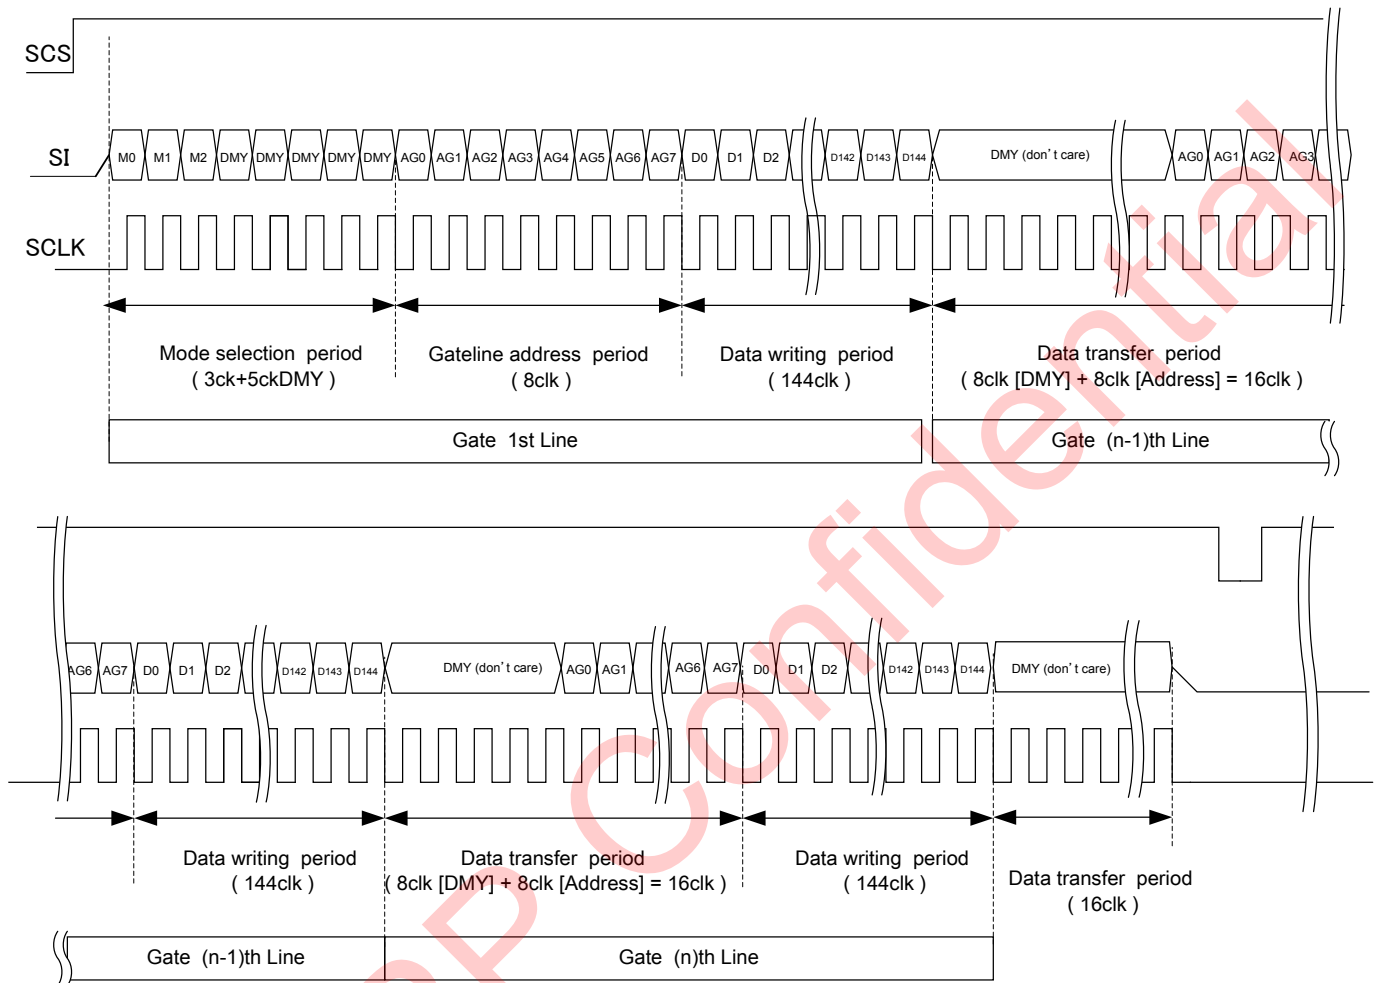 SCS
SI
M0 M1 M2 DMY DMY DMY DMY DMY AG0 AG1 AG2 AG3 AG4 AG5 AG6 AG7 D0 D1 D2 D142 D143 D144 DMY (don't care) AG0 AG1 AG2 AG3
SCLK
Mode selection period
( 3ck+5ckDMY )
Gateline address period
( 8clk )
Data writing period
( 144clk )
Data transfer period
( 8clk [DMY] + 8clk [Address] = 16clk )
Gate 1st Line
Gate (n-1)th Line
AG6 AG7 D0 D1 D2 D142 D143 D144 DMY (don't care) AG0 AG1 AG6 AG7 D0 D1 D2 D142 D143 D144 DMY (don't care)
Data writing period
( 144clk )
Data transfer period
( 8clk [DMY] + 8clk [Address] = 16clk )
Data writing period
( 144clk )
Data transfer period
( 16clk )
Gate (n-1)th Line
Gate (n)th Line
P Confidential